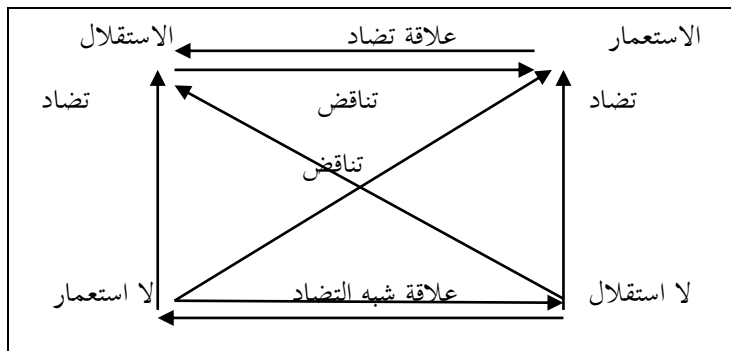 الاستعمار علاقة تضاد الاستقلال
تضاد تناقض تضاد
تناقض
لا استقلال علاقة شبه التضاد لا استعمار